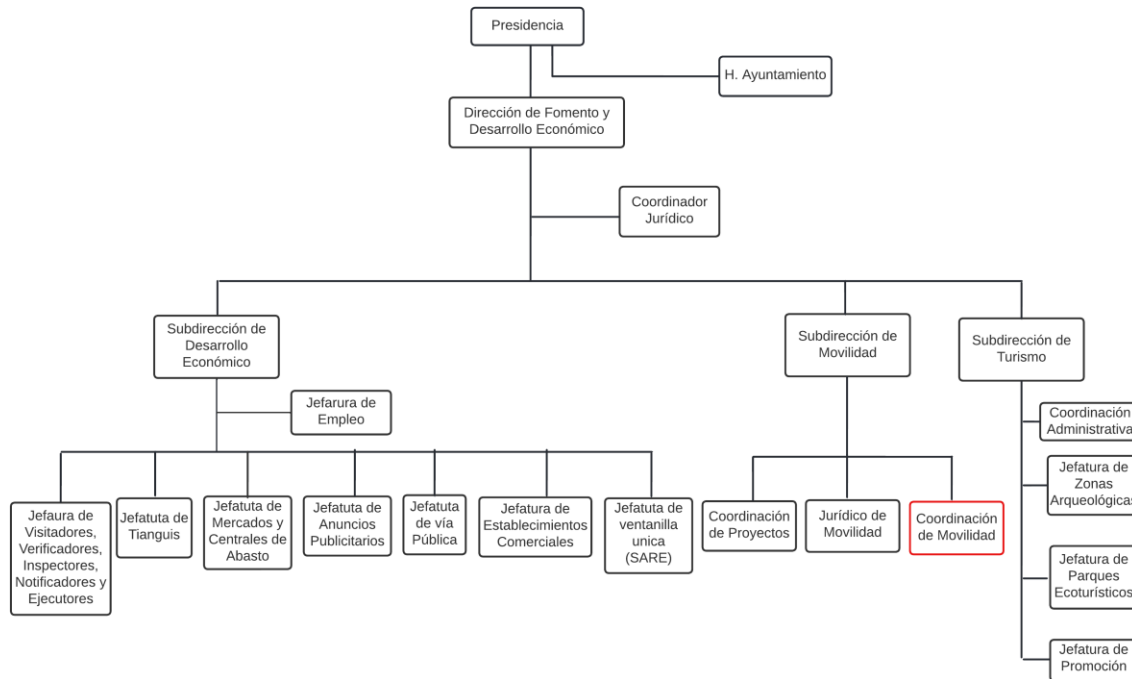 Presidencia
H. Ayuntamiento
Dirección de Fomento y
Desarrollo Económico
Coordinador
Jurídico
Subdirección de
Desarrollo
Económico
Subdirección de
Movilidad
Subdirección de
Turismo
Jefarura de
Empleo
Jefaura de
Visitadores,
Verificadores,
Inspectores,
Notificadores y
Ejecutores
Jefatuta de
Tianguis
Jefatuta de
Mercados y
Centrales de
Abasto
Jefatuta de
Anuncios
Publicitarios
Jefatuta
de vía
Pública
Jefatura de
Establecimientos
Comerciales
Jefatuta de
ventanilla
unica
(SARE)
Coordinación
de Proyectos
Jurídico de
Movilidad
Coordinación
de Movilidad
Coordinación
Administrativa
Jefatura de
Zonas
Arqueológicas
Jefatura de
Parques
Ecoturísticos
Jefatura de
Promoción